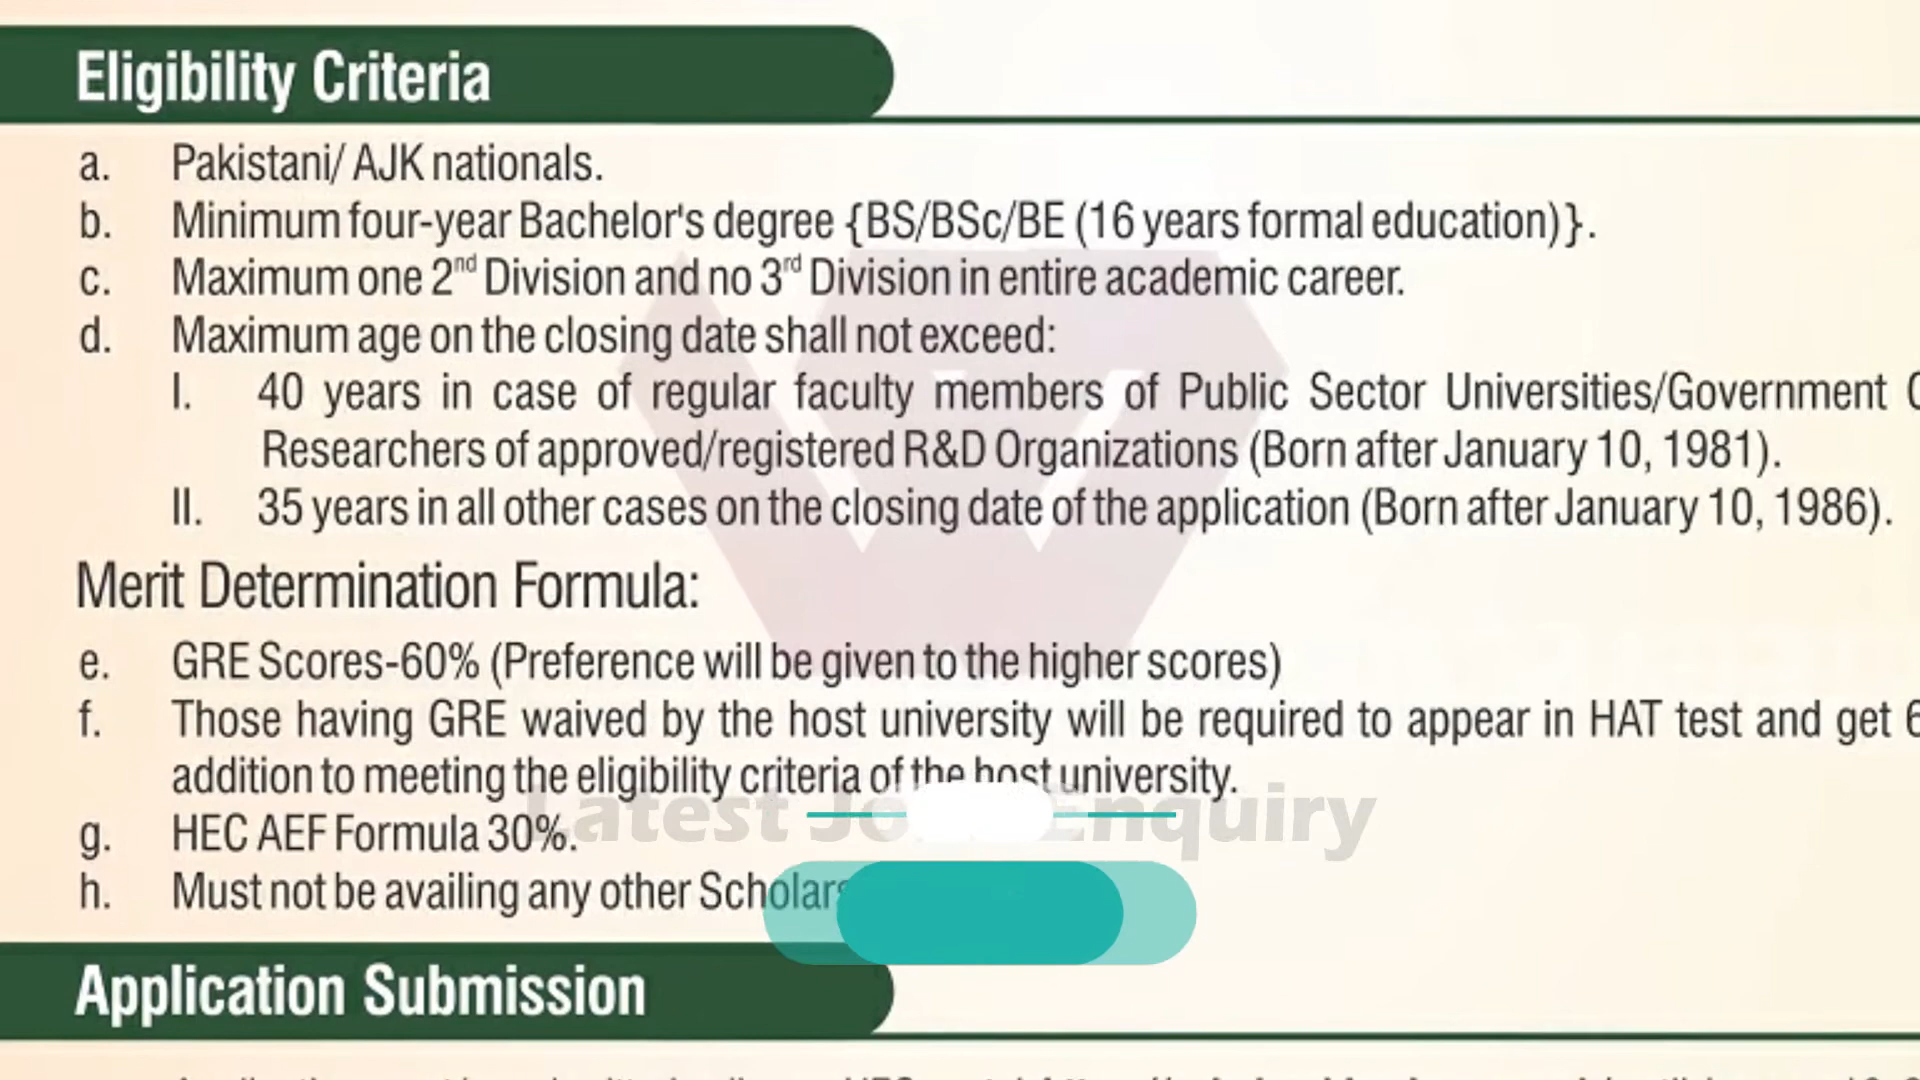 Eligibility Criteria
a. Pakistani/ AJK nationals.
b. Minimum four-year Bachelor's degree {BS/BSc/BE (16 years formal education)}.
c. Maximum one 2nd Division and no 3rd Division in entire academic career.
d. Maximum age on the closing date shall not exceed:
I. 40 years in case of regular faculty members of Public Sector Universities/Government
Researchers of approved/registered R&D Organizations (Born after January 10, 1981).
II. 35 years in all other cases on the closing date of the application (Born after January 10, 1986).
Merit Determination Formula:
e. GRE Scores-60% (Preference will be given to the higher scores)
f. Those having GRE waived by the host university will be required to appear in HAT test and get
addition to meeting the eligibility criteria of the host university.
Latest Enquiry
g. HEC AEF Formula 30%.
h. Must not be availing any other
Application Submission